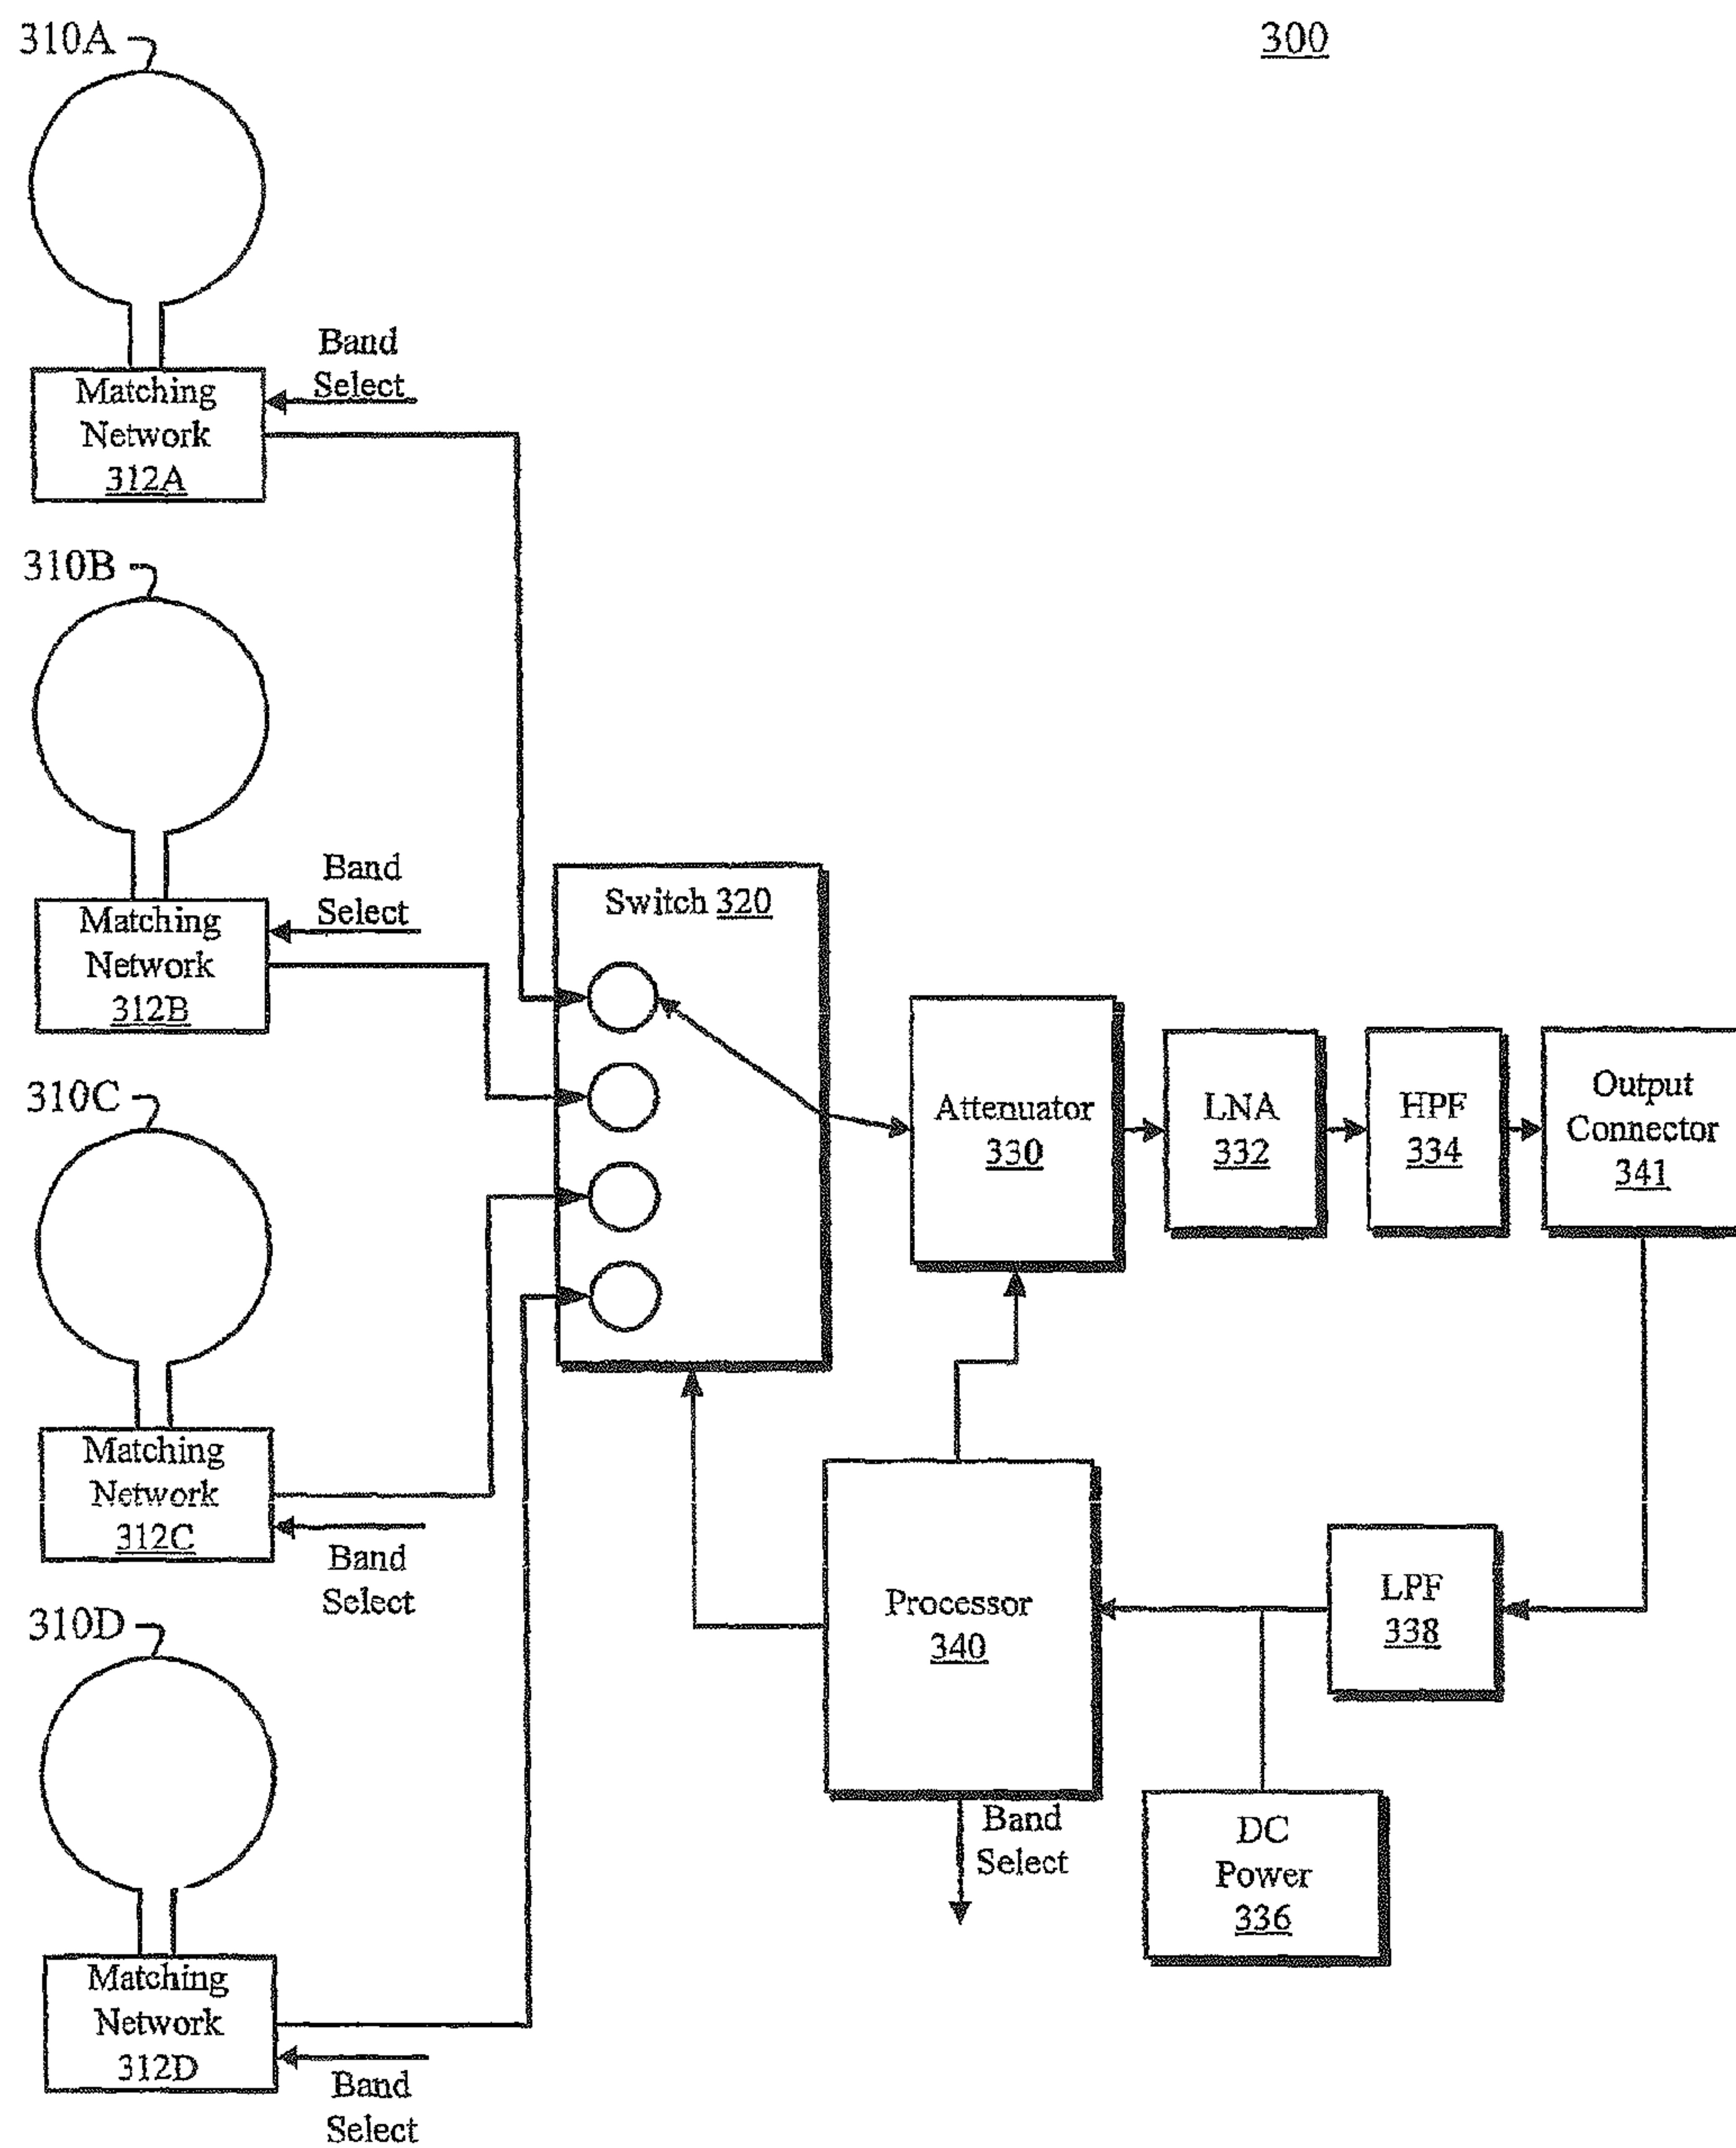 310A
300
Band
Select
Matching
Network
312A
310B
Band
Select
Matching
Network
312B
310C
Matching
Network
312C
Band
Select
310D
Matching
Network
312D
Band
Select
Switch 320
Attenuator
330
LNA
332
HPF
334
Output
Connector
341
Processor
340
LPF
338
Band
Select
DC
Power
336